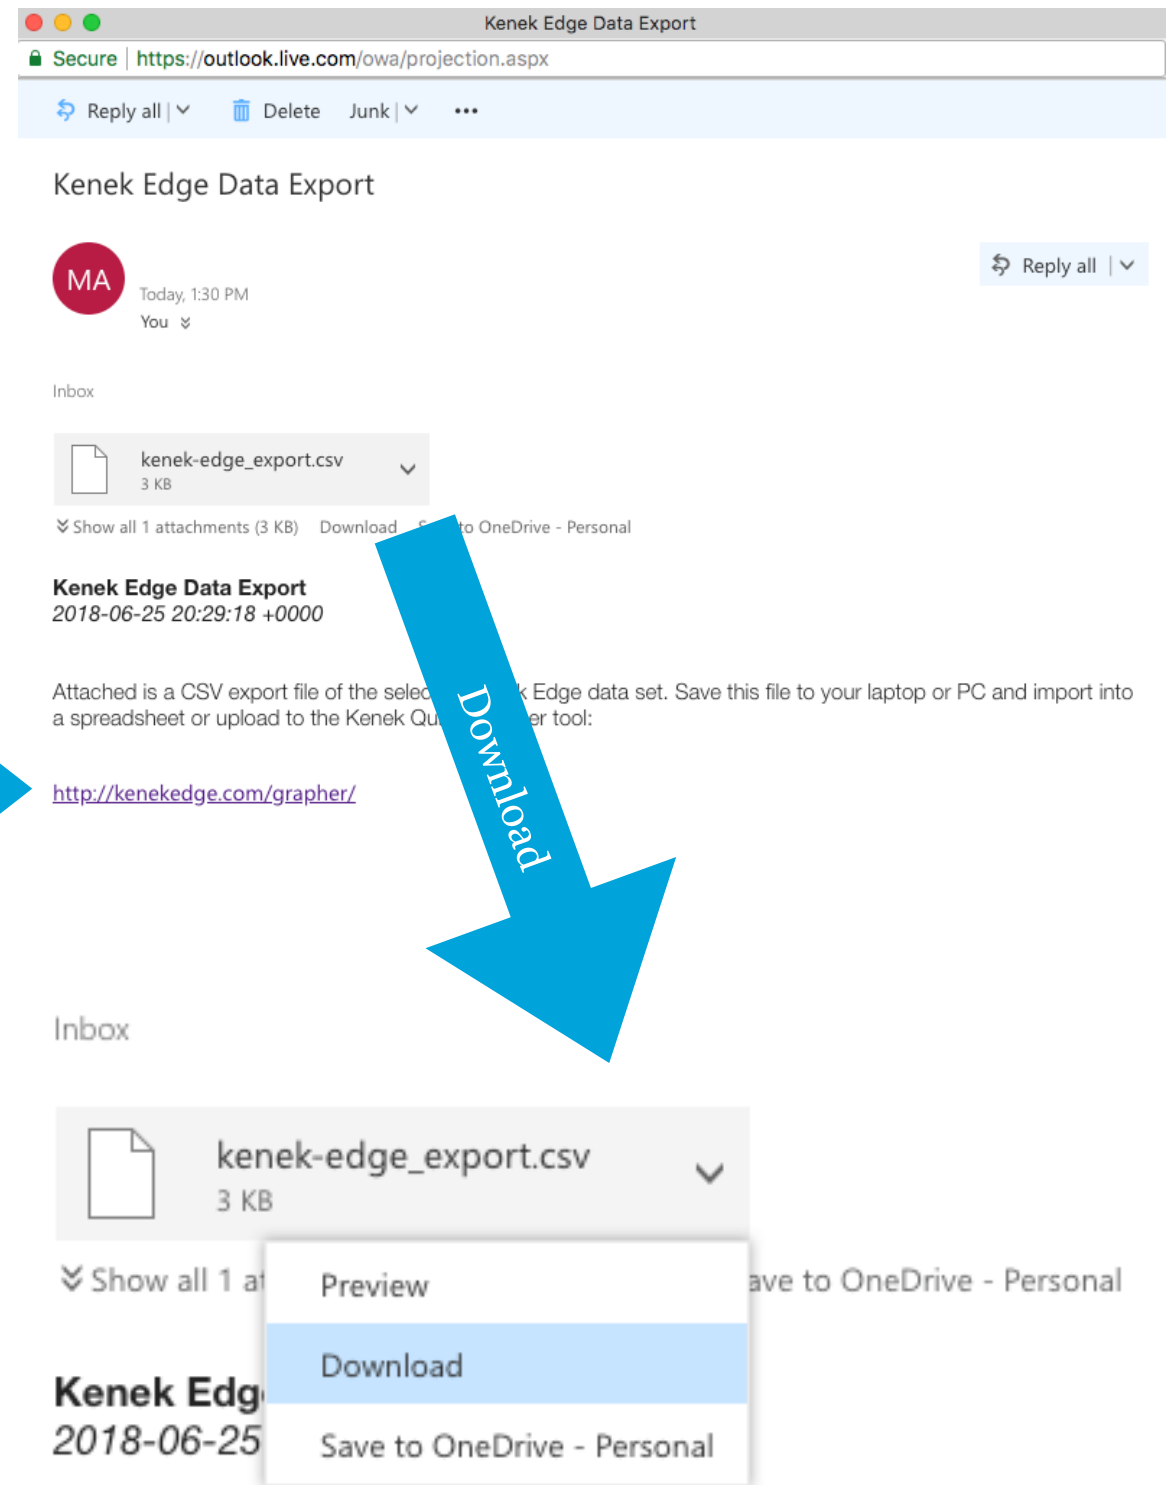 Kenek Edge Data Export
Secure | https://outlook.live.com/owa/projection.aspx
Reply all | Delete Junk | ...
Kenek Edge Data Export
MA
Reply all |
Today, 1:30 PM
You
Inbox
kenek-edge_export.csv
3 KB
Show all 1 attachments (3 KB) Download S to OneDrive - Personal
Kenek Edge Data Export
2018-06-25 20:29:18 +0000
Attached is a CSV export file of the selec k Edge data set. Save this file to your laptop or PC and import into
a spreadsheet or upload to the Kenek Qu er tool:
Download
http://kenekedge.com/grapher/
Inbox
kenek-edge_export.csv
3 KB
Show all 1 at ave to OneDrive - Personal
Preview
Download
Kenek Edg
2018-06-25
Save to OneDrive - Personal